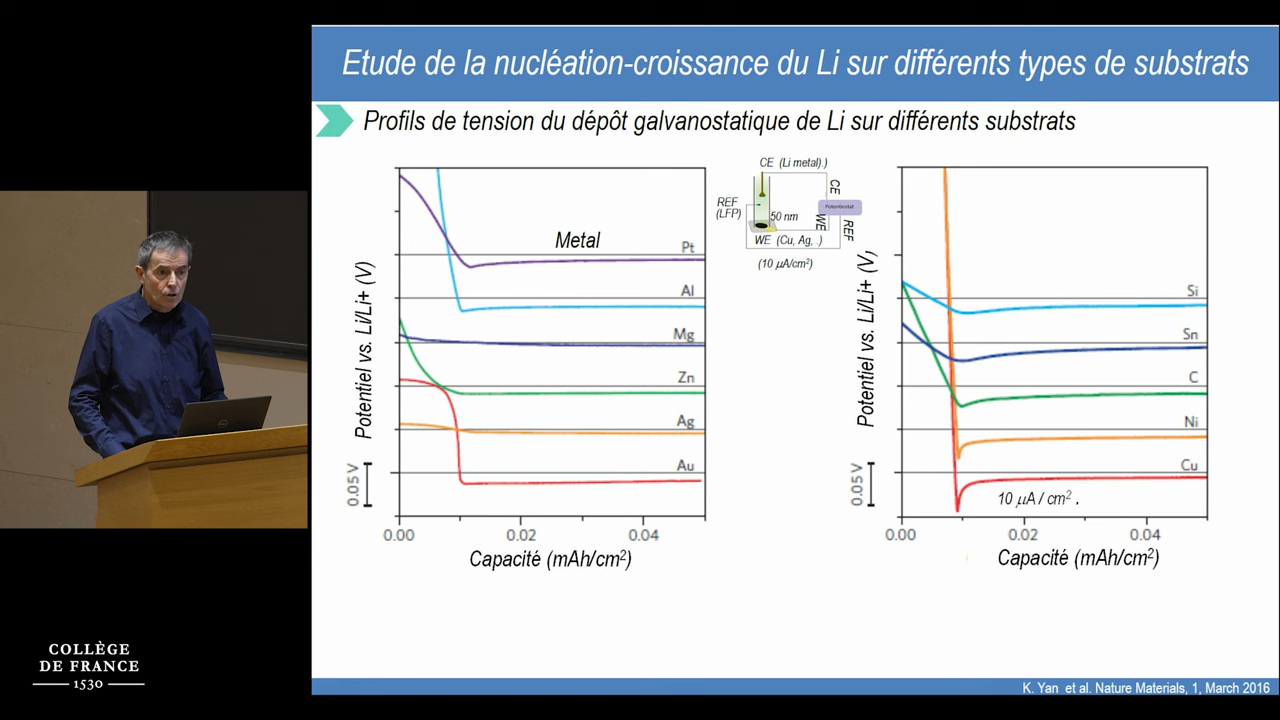 Etude de la nucléation-croissance du Li sur différents types de substrats
Profils de tension du dépôt galvanostatique de Li sur différents substrats
Potentiel vs. Li/Li+ (V)
0.05 V
Metal
Pt
Al
Mg
Zn
Ag
Au
0.00
0.02
0.04
Capacité (mAh/cm²)
CE (Li metal).)
CE
REF
(LFP)
Potentiostat
50 nm
WE
REF
WE (Cu, Ag, .)
(10 µA/cm²)
Potentiel vs. Li/Li+ (V)
0.05 V
Si
Sn
C
Ni
Cu
10 µA / cm² .
0.00
0.02
0.04
Capacité (mAh/cm²)
COLLÈGE
DE FRANCE
1530
K. Yan et al. Nature Materials, 1, March 2016